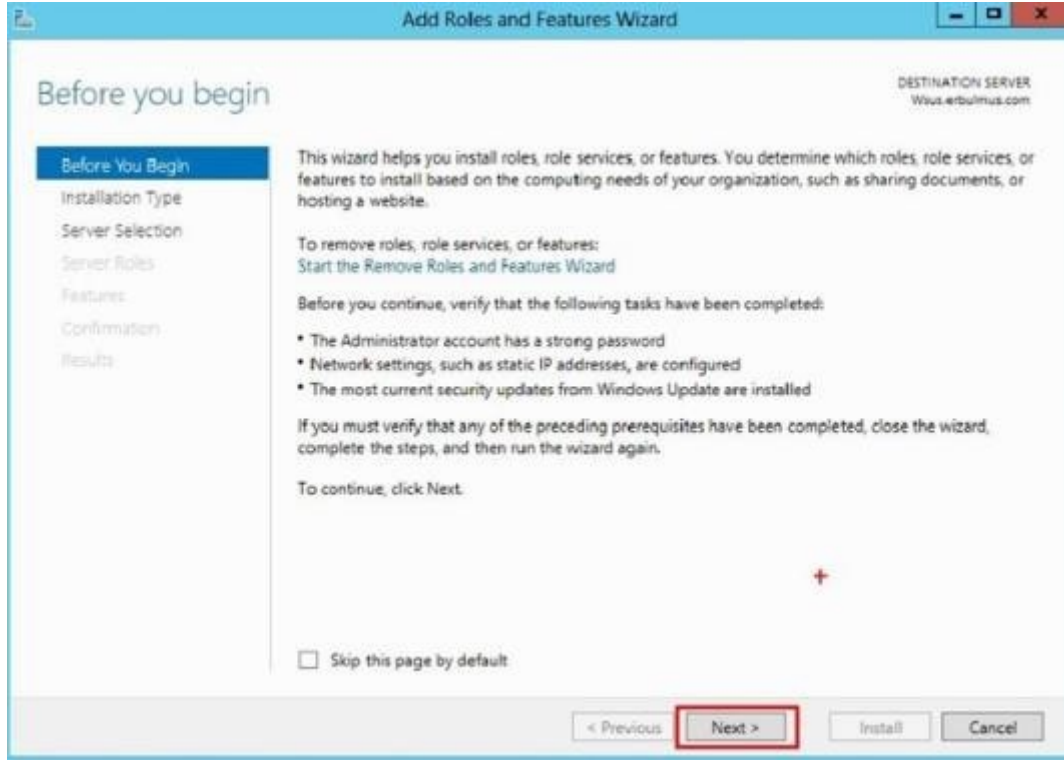 Add Roles and Features Wizard
Before you begin
DESTINATION SERVER
Wsus.erbulmus.com
Before You Begin
Installation Type
Server Selection
Server Roles
Features
Confirmation
Results
This wizard helps you install roles, role services, or features. You determine which roles, role services, or
features to install based on the computing needs of your organization, such as sharing documents, or
hosting a website.
To remove roles, role services, or features:
Start the Remove Roles and Features Wizard
Before you continue, verify that the following tasks have been completed:
• The Administrator account has a strong password
• Network settings, such as static IP addresses, are configured
• The most current security updates from Windows Update are installed
If you must verify that any of the preceding prerequisites have been completed, close the wizard,
complete the steps, and then run the wizard again.
To continue, click Next.
Skip this page by default
< Previous
Next >
Install
Cancel